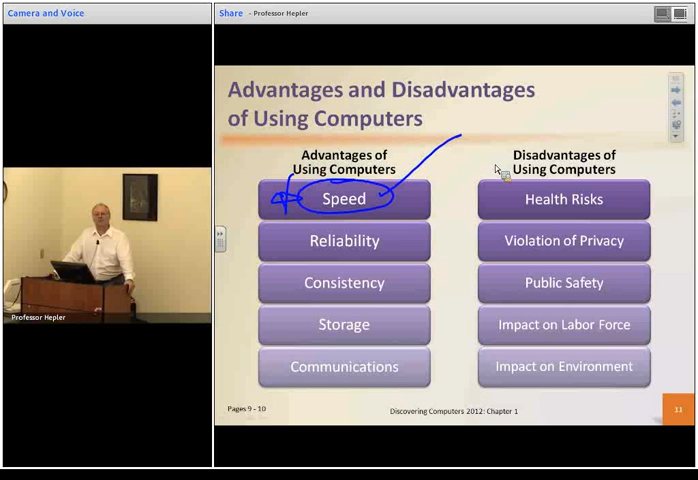 Camera and Voice
Share - Professor Hepler
Advantages and Disadvantages
of Using Computers
Advantages of
Using Computers
Speed
Reliability
Consistency
Storage
Communications
Disadvantages of
Using Computers
Health Risks
Violation of Privacy
Public Safety
Impact on Labor Force
Impact on Environment
Professor Hepler
Pages 9 - 10
Discovering Computers 2012: Chapter 1
11